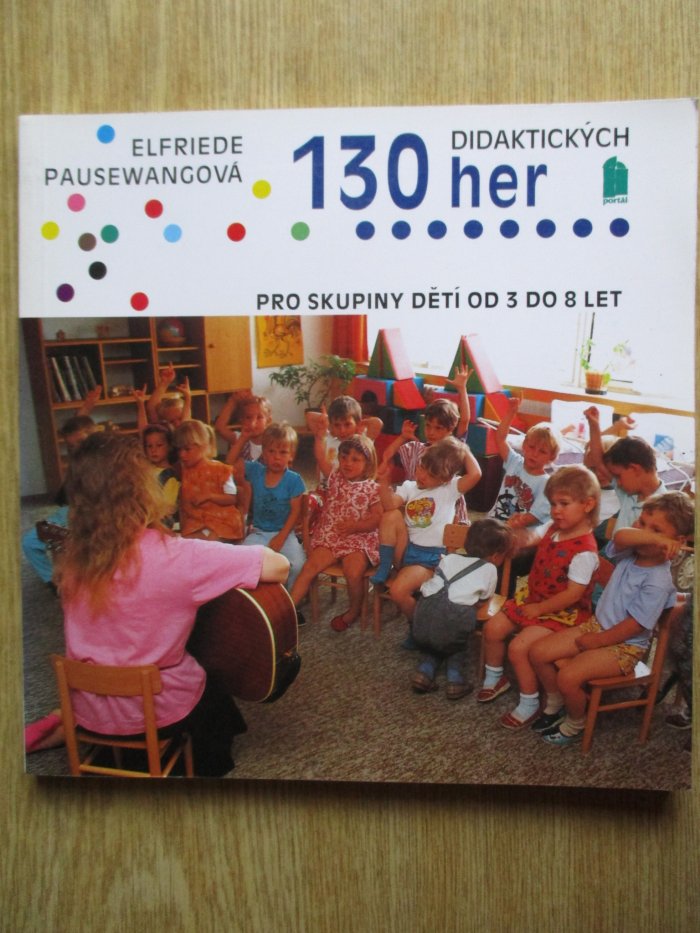 ELFRIEDE
PAUSEWANGOVÁ
130 DIDAKTICKÝCH
her
portál
PRO SKUPINY DĚTÍ OD 3 DO 8 LET